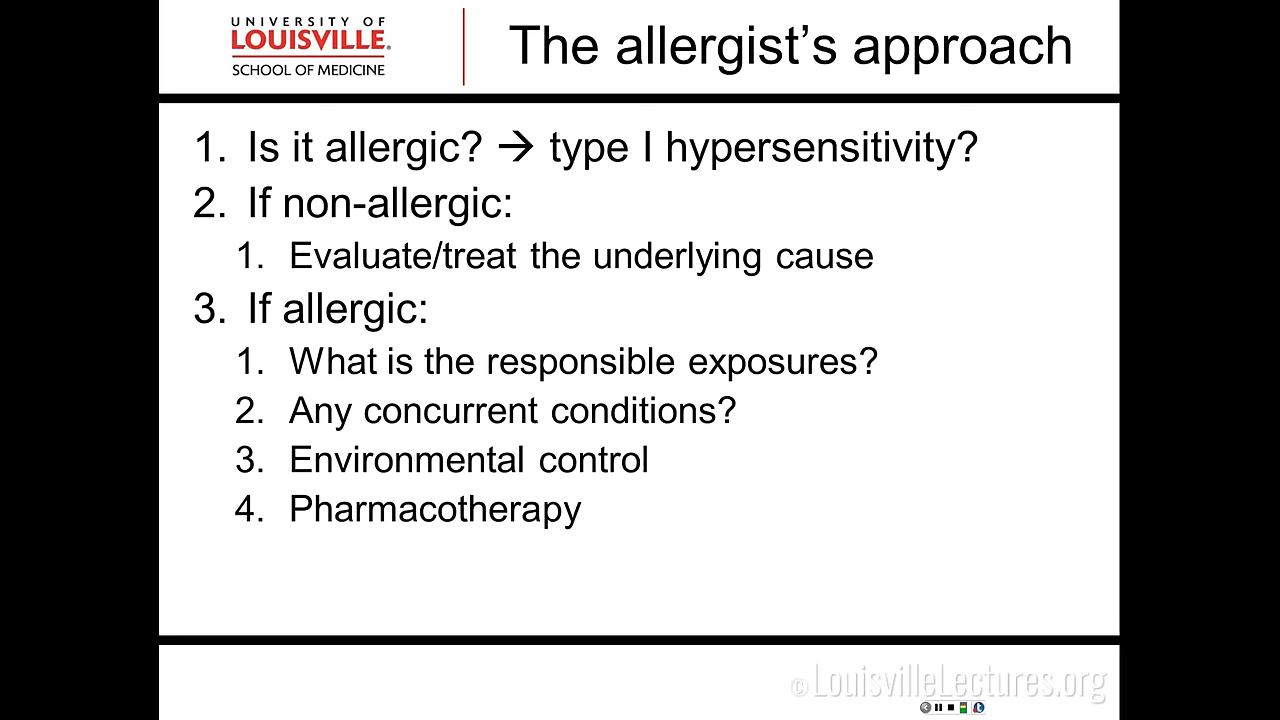 UNIVERSITY OF
LOUISVILLE.
SCHOOL OF MEDICINE
The allergist’s approach
1. Is it allergic? → type I hypersensitivity?
2. If non-allergic:
1. Evaluate/treat the underlying cause
3. If allergic:
1. What is the responsible exposures?
2. Any concurrent conditions?
3. Environmental control
4. Pharmacotherapy
© LouisvilleLectures.org